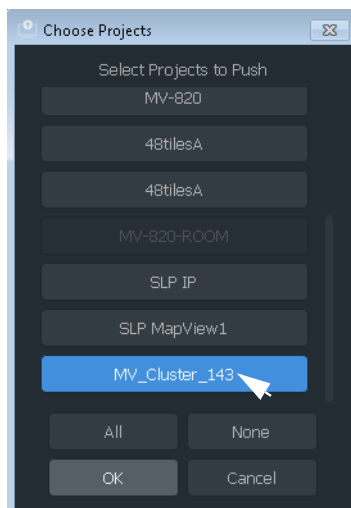 Choose Projects
Select Projects to Push
MV-820
48tilesA
48tilesA
MV-820-ROOM
SLP IP
SLP MapView1
MV_Cluster_143
All None
OK Cancel